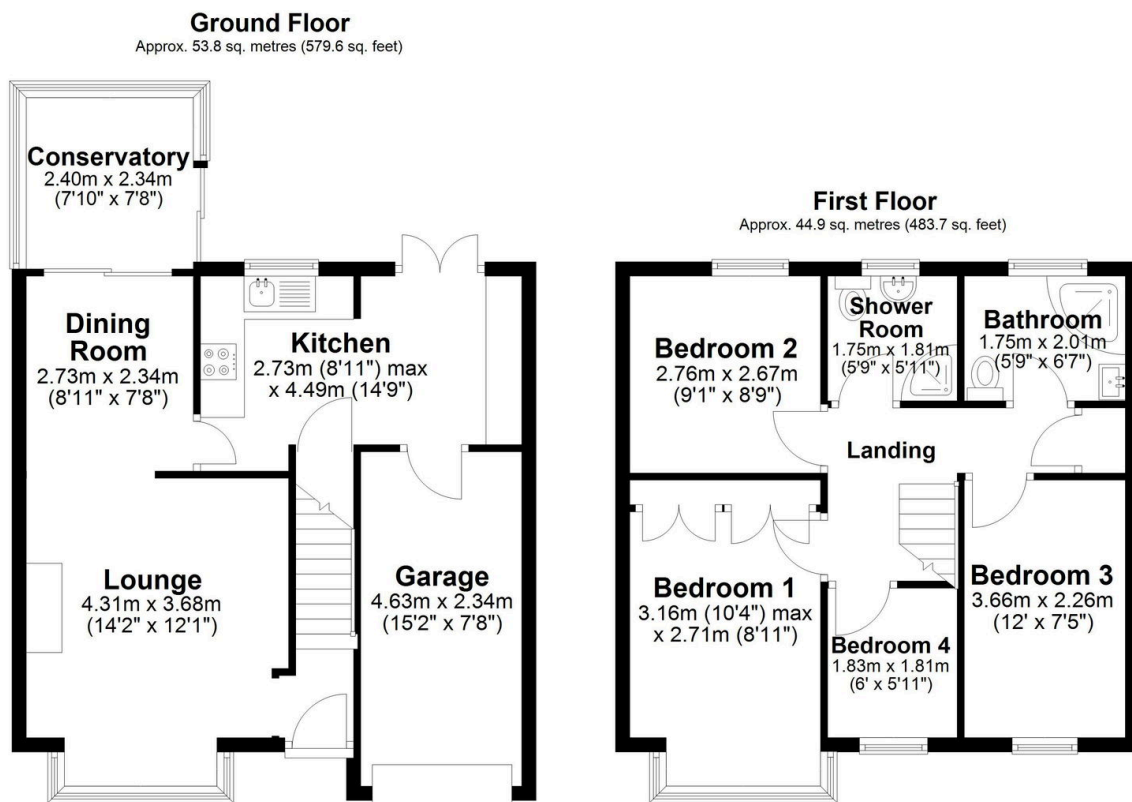 Ground Floor
Approx. 53.8 sq. metres (579.6 sq. feet)
Conservatory
2.40m x 2.34m
(7'10" x 7'8")
Dining
Room
2.73m x 2.34m
(8'11" x 7'8")
Kitchen
2.73m (8'11") max
x 4.49m (14'9")
Lounge
4.31m x 3.68m
(14'2" x 12'1")
Garage
4.63m x 2.34m
(15'2" x 7'8")
First Floor
Approx. 44.9 sq. metres (483.7 sq. feet)
Bedroom 2
2.76m x 2.67m
(9'1" x 8'9")
Shower
Room
1.75m x 1.81m
(5'9" x 5'11")
Bathroom
1.75m x 2.01m
(5'9" x 6'7")
Landing
Bedroom 1
3.16m (10'4") max
x 2.71m (8'11")
Bedroom 4
1.83m x 1.81m
(6' x 5'11")
Bedroom 3
3.66m x 2.26m
(12' x 7'5")